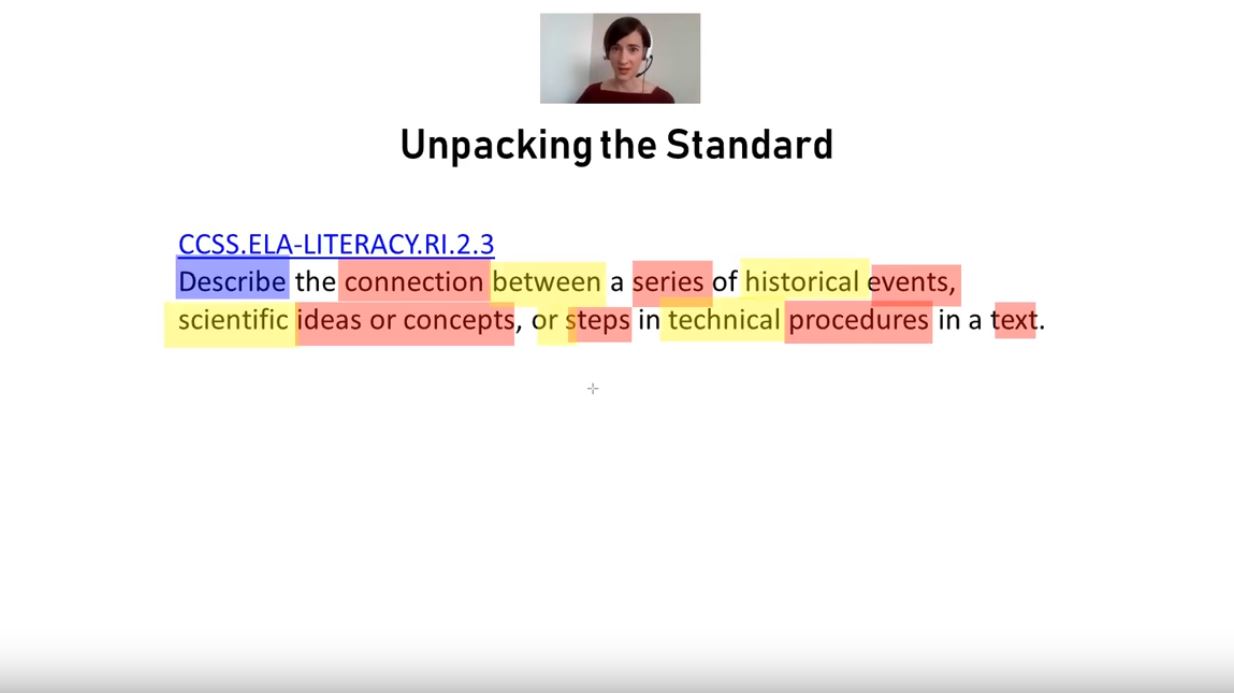 Unpacking the Standard
CCSS.ELA-LITERACY.RI.2.3
Describe the connection between a series of historical events,
scientific ideas or concepts, or steps in technical procedures in a text.